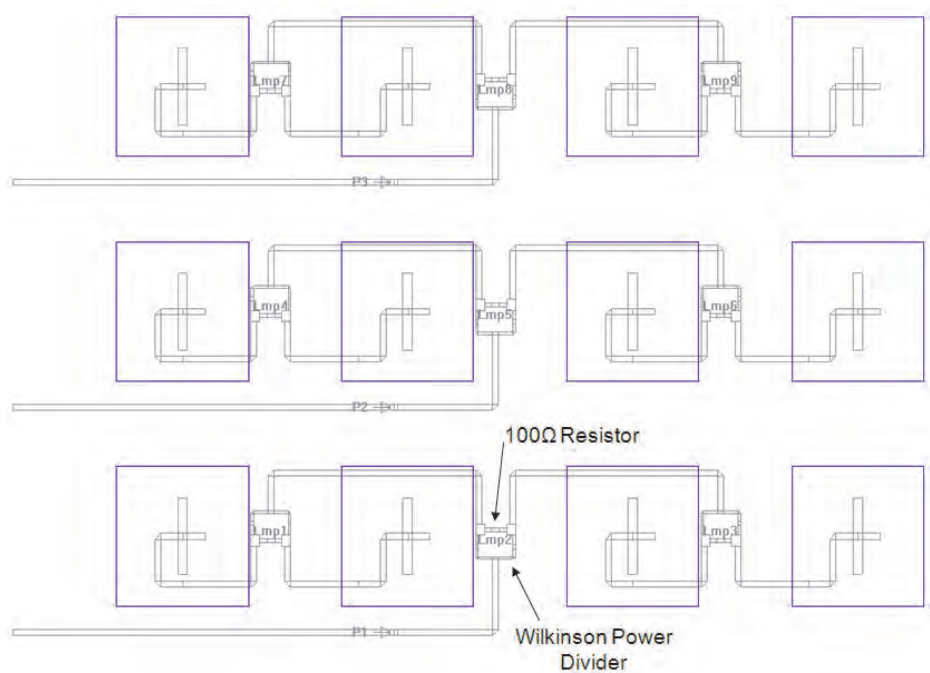 Lmp7
Lmp8
Lmp9
P3
Lmp4
Lmp5
Lmp6
P2
100Ω Resistor
Lmp1
Lmp2
Lmp3
P1
Wilkinson Power
Divider